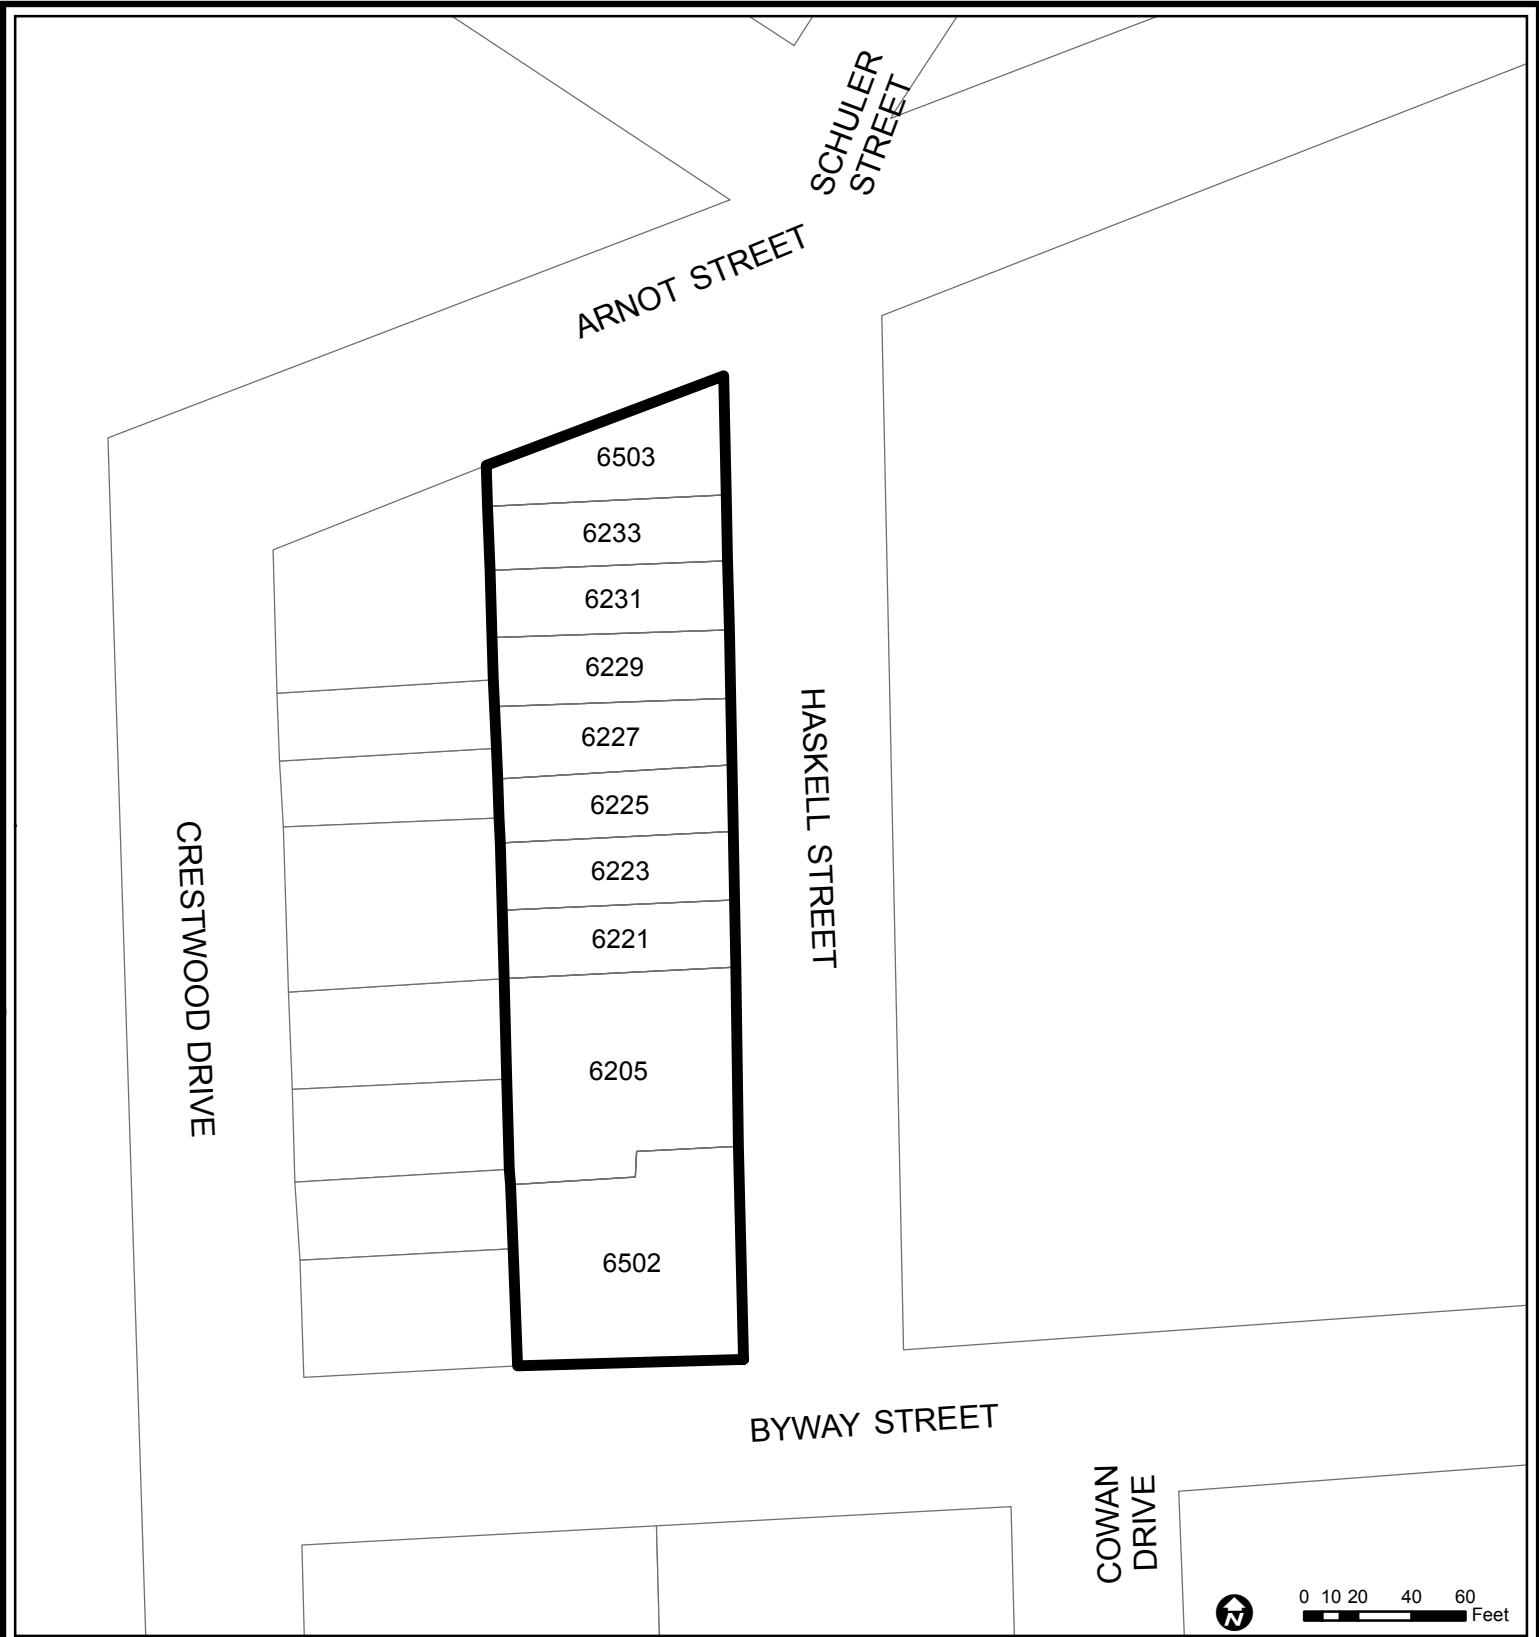 SCHULER
STREET
ARNOT STREET
6503
6233
6231
6229
6227
HASKELL STREET
6225
CRESTWOOD DRIVE
6223
6221
6205
6502
BYWAY STREET
COWAN
DRIVE
N
0 10 20 40 60
Feet